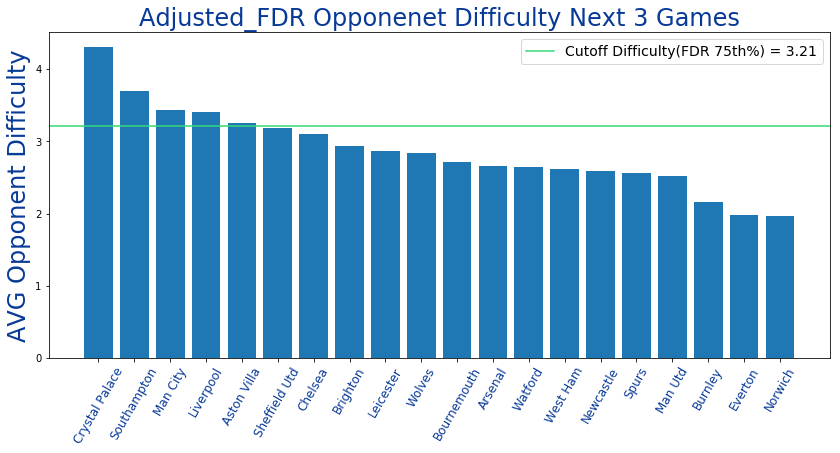 Adjusted_FDR Opponenet Difficulty Next 3 Games
Cutoff Difficulty(FDR 75th%) = 3.21
AVG Opponent Difficulty
4
3
2
1
0
Crystal Palace
Southampton
Man City
Liverpool
Aston Villa
Sheffield Utd
Chelsea
Brighton
Leicester
Wolves
Bournemouth
Arsenal
Watford
West Ham
Newcastle
Spurs
Man Utd
Burnley
Everton
Norwich